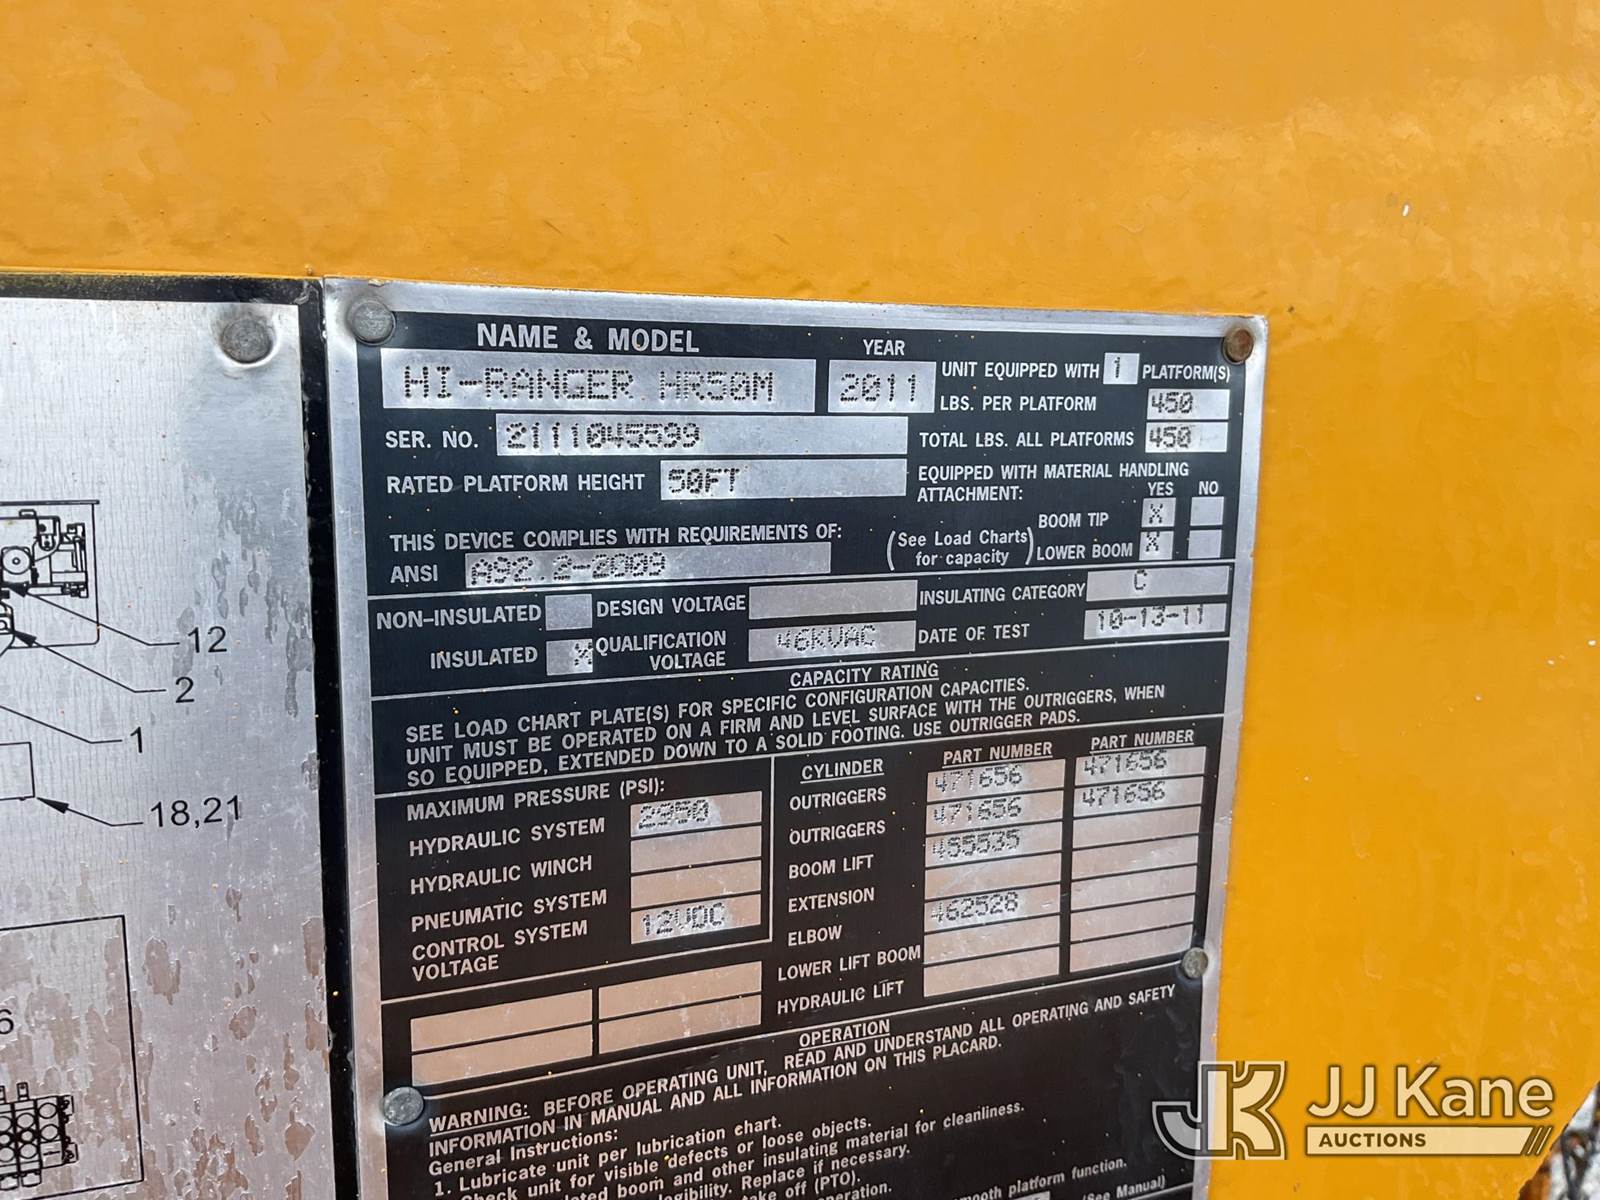 NAME & MODEL
YEAR
HI-RANGER HR50M
2011
UNIT EQUIPPED WITH 1 PLATFORM(S)
LBS. PER PLATFORM 450
SER. NO. 2111045599
TOTAL LBS. ALL PLATFORMS 450
RATED PLATFORM HEIGHT 50FT
EQUIPPED WITH MATERIAL HANDLING
ATTACHMENT:
YES NO
BOOM TIP X
(See Load Charts
for capacity)
LOWER BOOM X
THIS DEVICE COMPLIES WITH REQUIREMENTS OF:
ANSI A92.2-2009
NON-INSULATED
DESIGN VOLTAGE
INSULATING CATEGORY C
INSULATED X
QUALIFICATION
VOLTAGE
46KVAC
DATE OF TEST 10-13-11
CAPACITY RATING
SEE LOAD CHART PLATE(S) FOR SPECIFIC CONFIGURATION CAPACITIES.
UNIT MUST BE OPERATED ON A FIRM AND LEVEL SURFACE WITH THE OUTRIGGERS, WHEN
SO EQUIPPED, EXTENDED DOWN TO A SOLID FOOTING. USE OUTRIGGER PADS.
MAXIMUM PRESSURE (PSI):
HYDRAULIC SYSTEM
HYDRAULIC WINCH
PNEUMATIC SYSTEM
CONTROL SYSTEM
VOLTAGE
12VDC
CYLINDER PART NUMBER PART NUMBER
OUTRIGGERS 471656 471656
OUTRIGGERS 471656 471656
BOOM LIFT 485535
EXTENSION
ELBOW 462528
LOWER LIFT BOOM
HYDRAULIC LIFT
OPERATION
WARNING: BEFORE OPERATING UNIT, READ AND UNDERSTAND ALL OPERATING AND SAFETY
INFORMATION IN MANUAL AND ALL INFORMATION ON THIS PLACARD.
General Instructions:
1. Lubricate unit per lubrication chart.
Check unit for visible defects or loose objects.
boom and other insulating material for cleanliness.
Replace if necessary.
take off (PTO).
platform function.
(See Manual)
12
2
1
18,21
6
JK JJ Kane
AUCTIONS